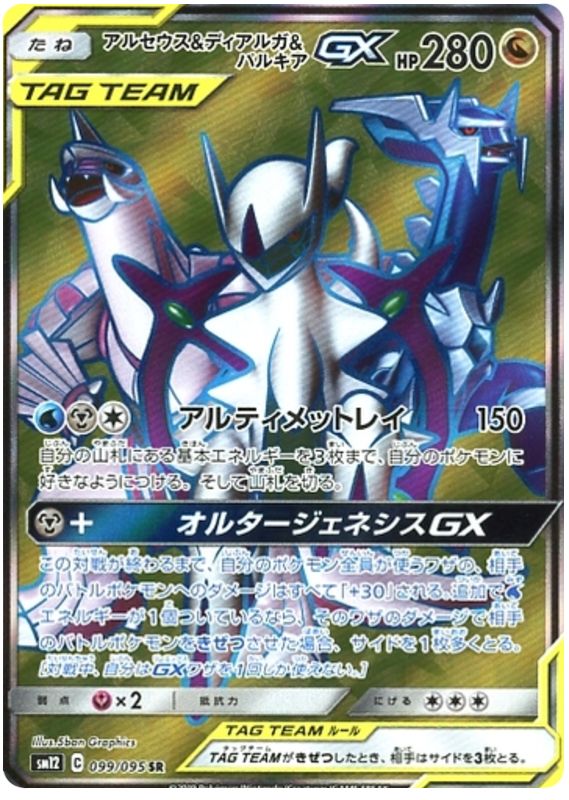 たね
アルセウス&ディアルガ&
パルキア
GX
HP280
TAG TEAM
アルティメットレイ 150
自分の山札にある基本エネルギーを3枚まで、自分のポケモンに
好きなようにつける。そして山札を切る。
+ オルタージェネシスGX
この対戦が終わるまで、自分のポケモン全員が使うワザの、相手
のバトルポケモンへのダメージはすべて「+30」される。追加で
エネルギーが1個ついているなら、そのワザのダメージで相手
のバトルポケモンをきぜつさせた場合、サイドを1枚多くとる。
[対戦中、自分はGXワザを1回しか使えない。]
弱点 ×2 抵抗力 にげる
Illus.5ban Graphics
TAG TEAM ルール
TAG TEAMがきぜつしたとき、相手はサイドを3枚とる。
sm12 C 099/095 SR